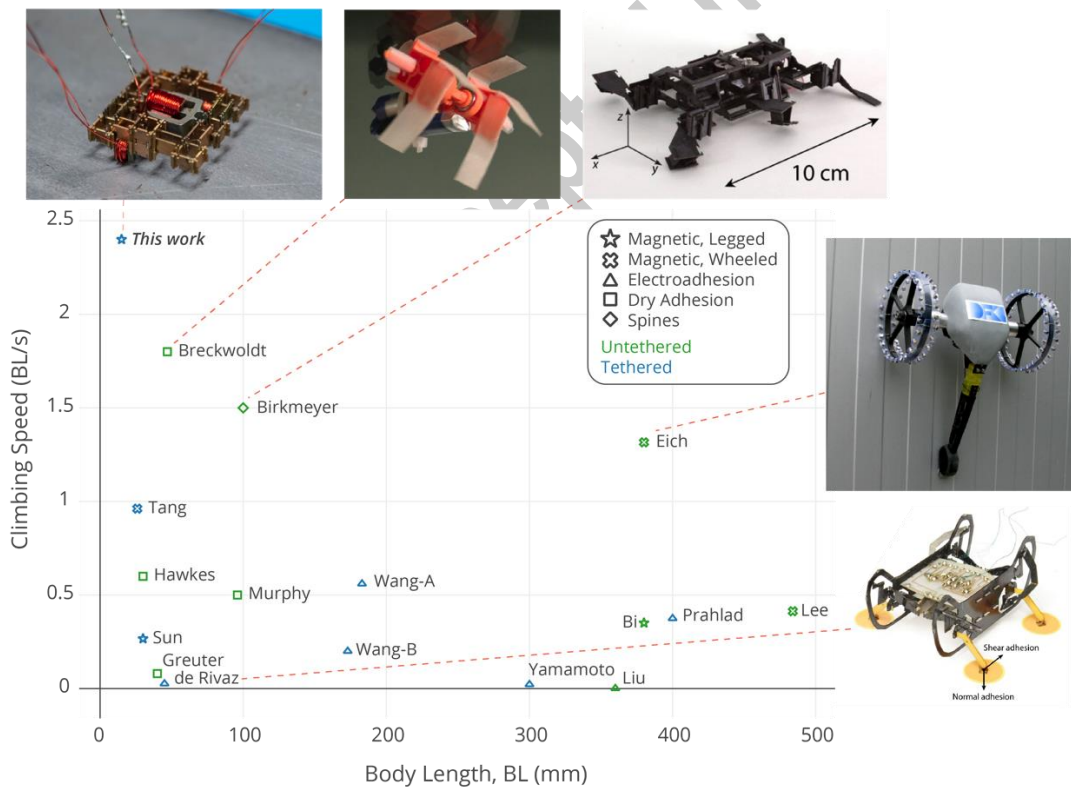 10 cm
z
x
y
2.5
This work
Magnetic, Legged
Magnetic, Wheeled
Electroadhesion
Dry Adhesion
Spines
Untethered
Tethered
2
Breckwoldt
1.5
Birkmeyer
Eich
Climbing Speed (BL/s)
1
Tang
Hawkes
Murphy
Wang-A
0.5
Bi
Prahlad
Lee
Sun
Greuter
de Rivaz
Wang-B
Yamamoto
Liu
0
Shear adhesion
Normal adhesion
0
100
200
300
400
500
Body Length, BL (mm)